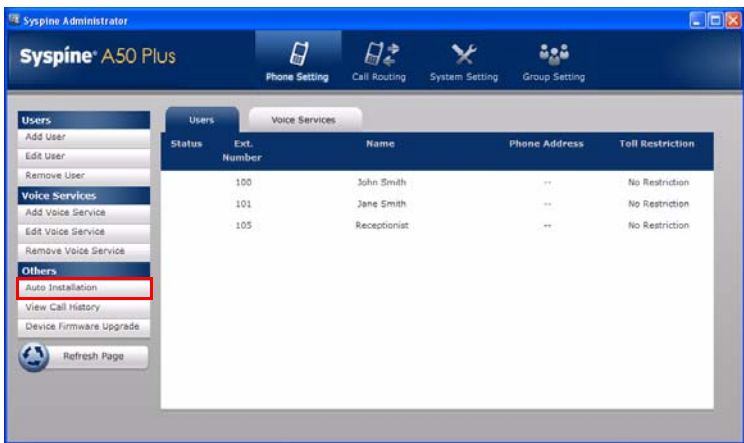 Syspine Administrator
Syspine® A50 Plus
Phone Setting
Call Routing
System Setting
Group Setting
Users
Add User
Edit User
Remove User
Voice Services
Add Voice Service
Edit Voice Service
Remove Voice Service
Others
Auto Installation
View Call History
Device Firmware Upgrade
Refresh Page
Users Voice Services
Status Ext. Number Name Phone Address Toll Restriction
100 John Smith -- No Restriction
101 Jane Smith -- No Restriction
105 Receptionist -- No Restriction